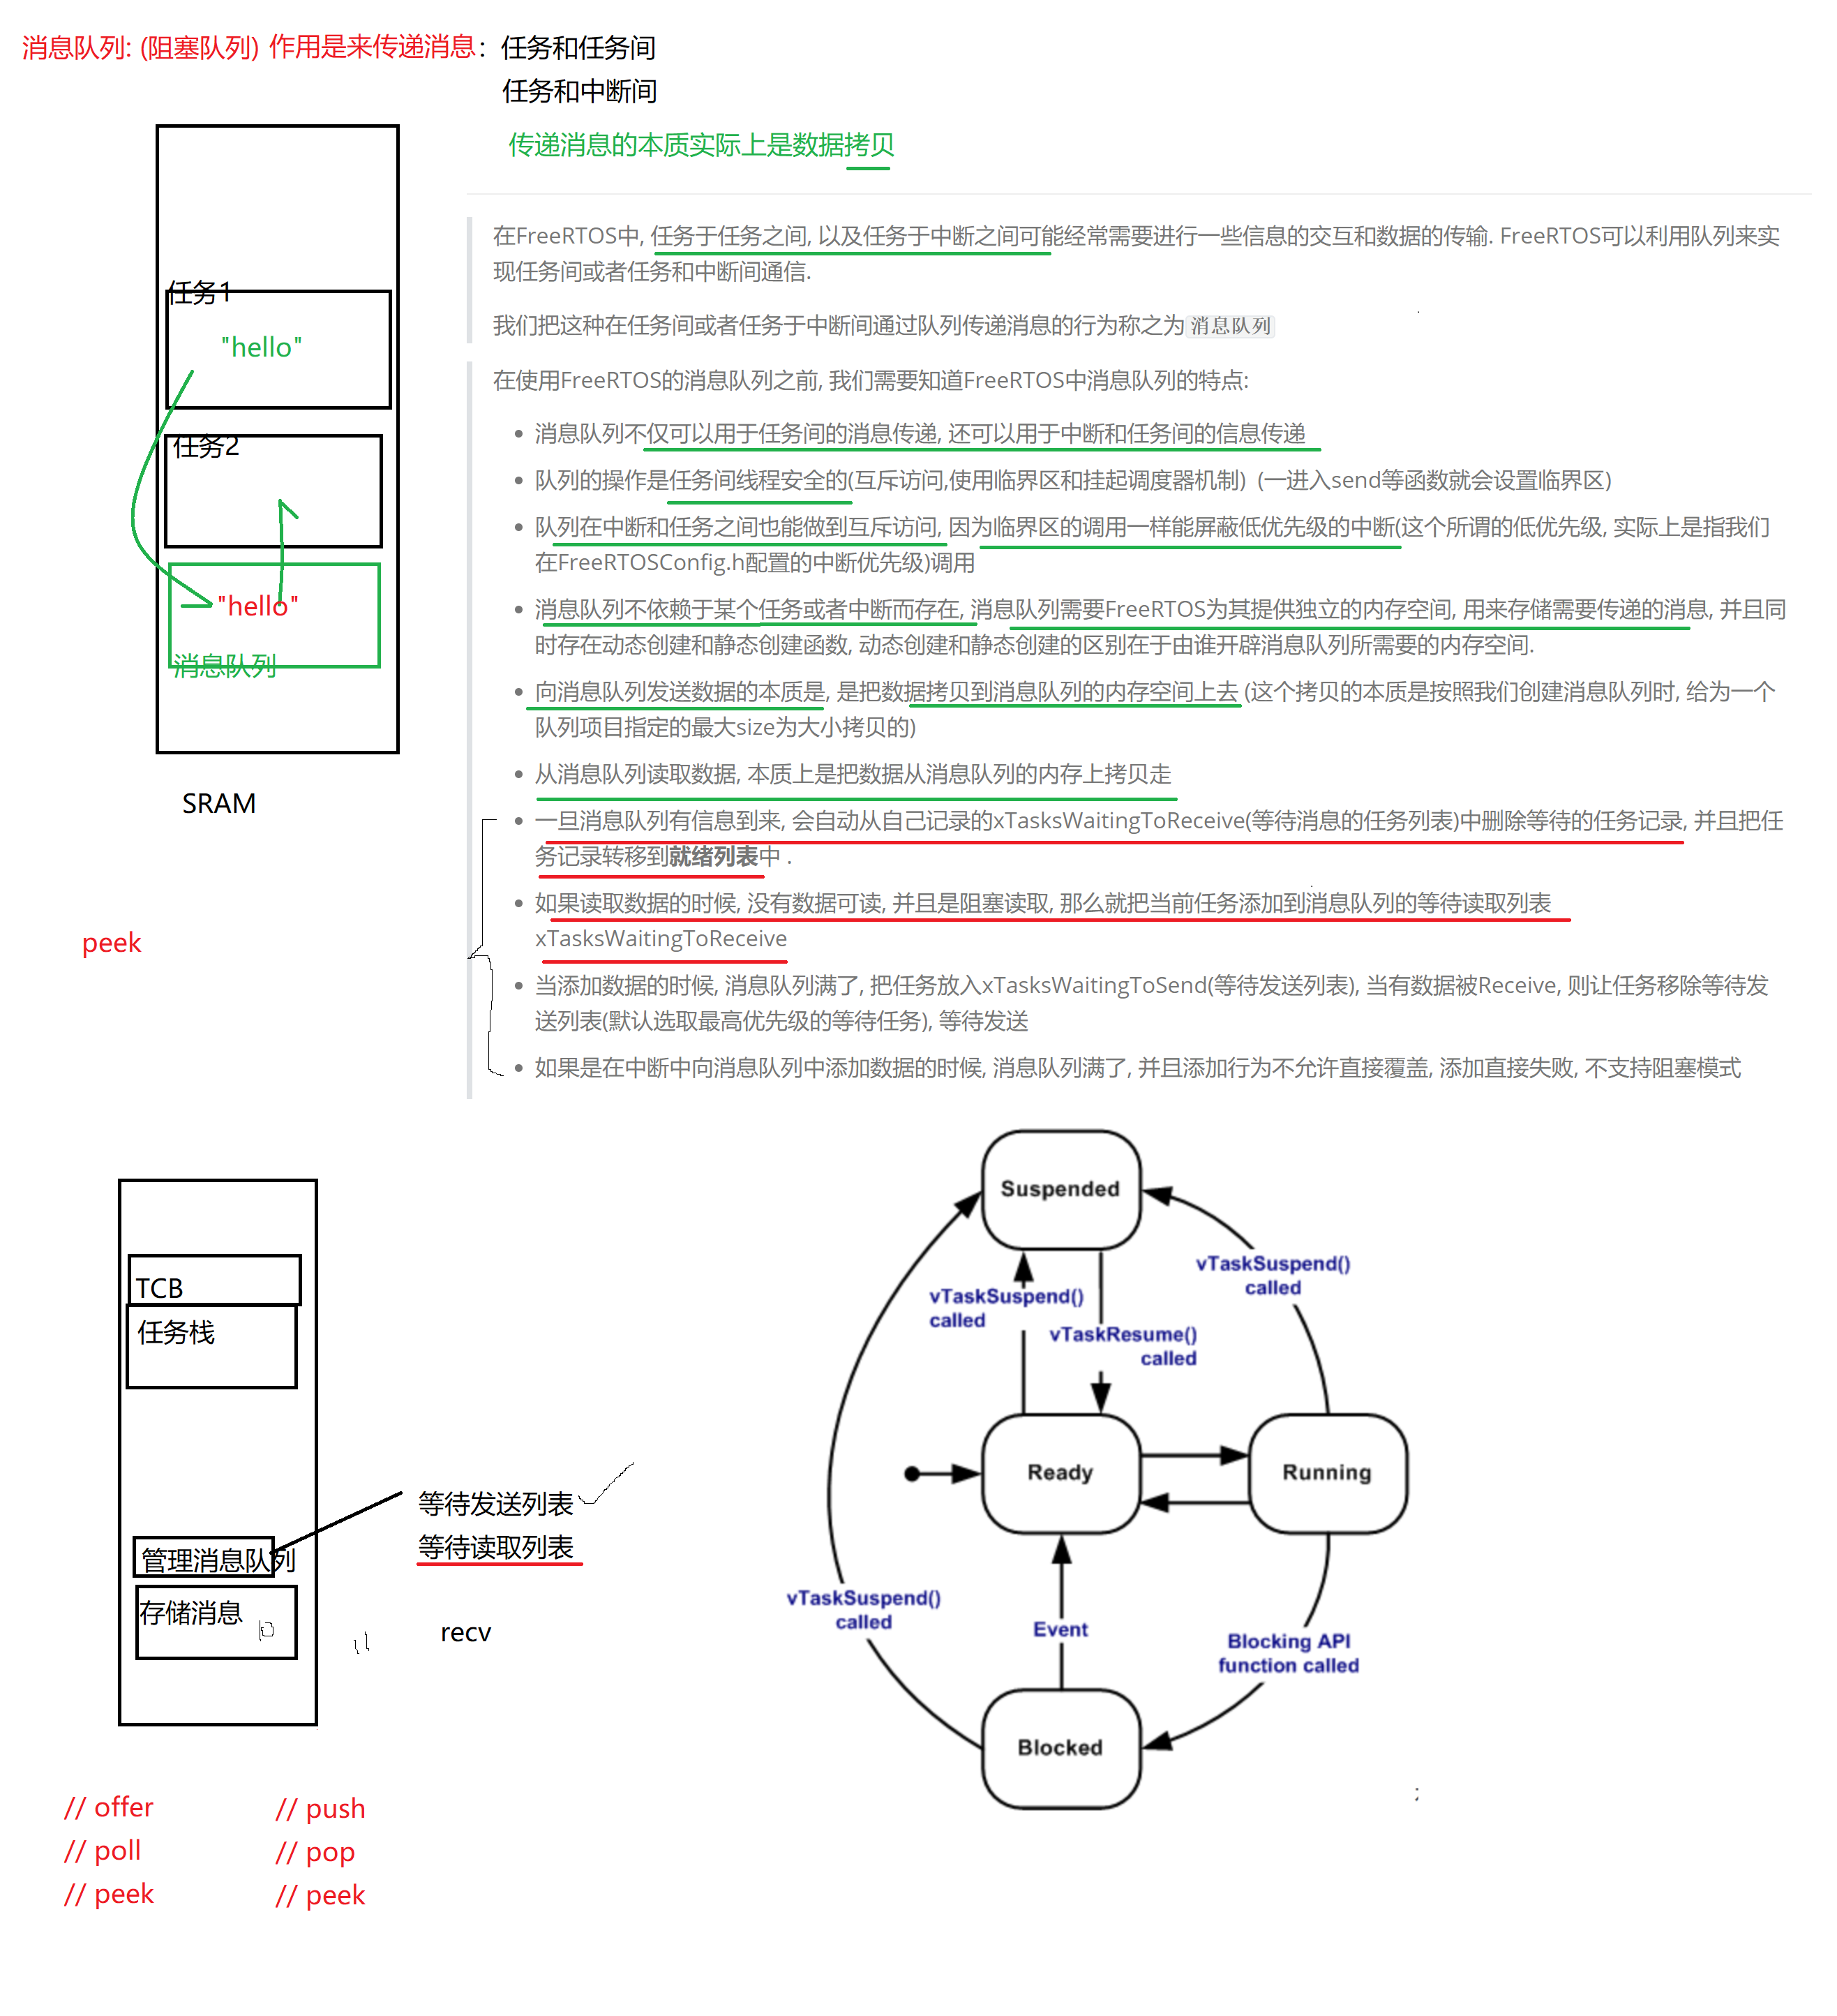 消息队列: (阻塞队列) 作用是来传递消息: 任务和任务间
任务和中断间
传递消息的本质实际上是数据拷贝
在FreeRTOS中, 任务于任务之间, 以及任务于中断之间可能经常需要进行一些信息的交互和数据的传输. FreeRTOS可以利用队列来实
现任务间或者任务和中断间通信.
我们把这种在任务间或者任务于中断间通过队列传递消息的行为称之为 消息队列
在使用FreeRTOS的消息队列之前, 我们需要知道FreeRTOS中消息队列的特点:
• 消息队列不仅可以用于任务间的消息传递, 还可以用于中断和任务间的信息传递
• 队列的操作是任务间线程安全的(互斥访问,使用临界区和挂起调度器机制) (一进入send等函数就会设置临界区)
• 队列在中断和任务之间也能做到互斥访问, 因为临界区的调用一样能屏蔽低优先级的中断(这个所谓的低优先级, 实际上是指我们
在FreeRTOSConfig.h配置的中断优先级)调用
• 消息队列不依赖于某个任务或者中断而存在, 消息队列需要FreeRTOS为其提供独立的内存空间, 用来存储需要传递的消息, 并且同
时存在动态创建和静态创建函数, 动态创建和静态创建的区别在于由谁开辟消息队列所需要的内存空间.
• 向消息队列发送数据的本质是, 是把数据拷贝到消息队列的内存空间上去 (这个拷贝的本质是按照我们创建消息队列时, 给为一个
队列项目指定的最大size为大小拷贝的)
• 从消息队列读取数据, 本质上是把数据从消息队列的内存上拷贝走
• 一旦消息队列有信息到来, 会自动从自己记录的xTasksWaitingToReceive(等待消息的任务列表)中删除等待的任务记录, 并且把任
务记录转移到就绪列表中 .
• 如果读取数据的时候, 没有数据可读, 并且是阻塞读取, 那么就把当前任务添加到消息队列的等待读取列表
xTasksWaitingToReceive
• 当添加数据的时候, 消息队列满了, 把任务放入xTasksWaitingToSend(等待发送列表), 当有数据被Receive, 则让任务移除等待发
送列表(默认选取最高优先级的等待任务), 等待发送
• 如果是在中断中向消息队列中添加数据的时候, 消息队列满了, 并且添加行为不允许直接覆盖, 添加直接失败, 不支持阻塞模式
任务1
"hello"
任务2
"hello"
消息队列
SRAM
peek
TCB
任务栈
管理消息队列
存储消息
等待发送列表
等待读取列表
recv
Suspended
vTaskSuspend()
called
vTaskSuspend()
called
vTaskResume()
called
Ready
Running
vTaskSuspend()
called
Event
Blocking API
function called
Blocked
;
// offer
// poll
// peek
// push
// pop
// peek